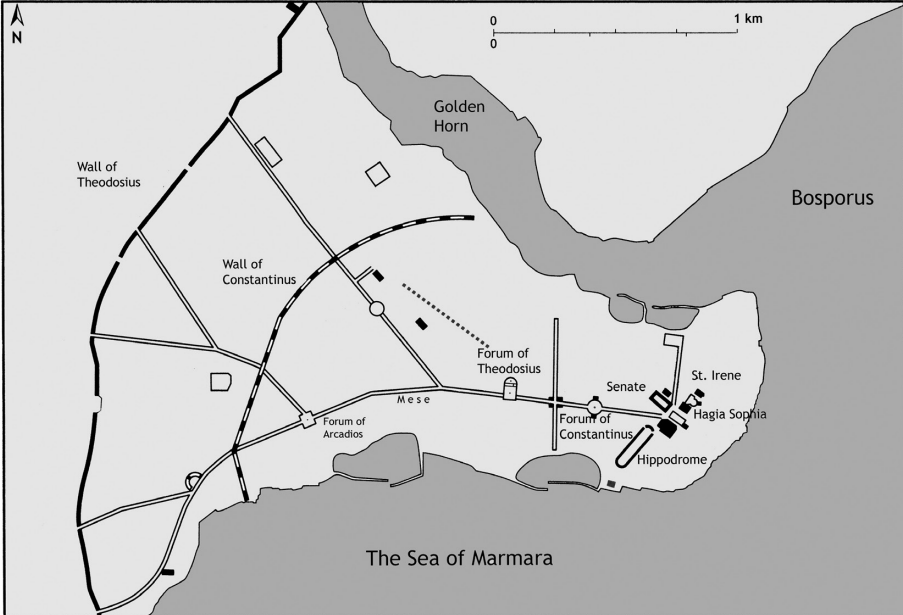 N
0
1 km
0
Golden
Horn
Wall of
Theodosius
Bosporus
Wall of
Constantinus
Forum of
Theodosius
Mese
Senate
St. Irene
Hagia Sophia
Forum of
Arcadios
Forum of
Constantinus
Hippodrome
The Sea of Marmara